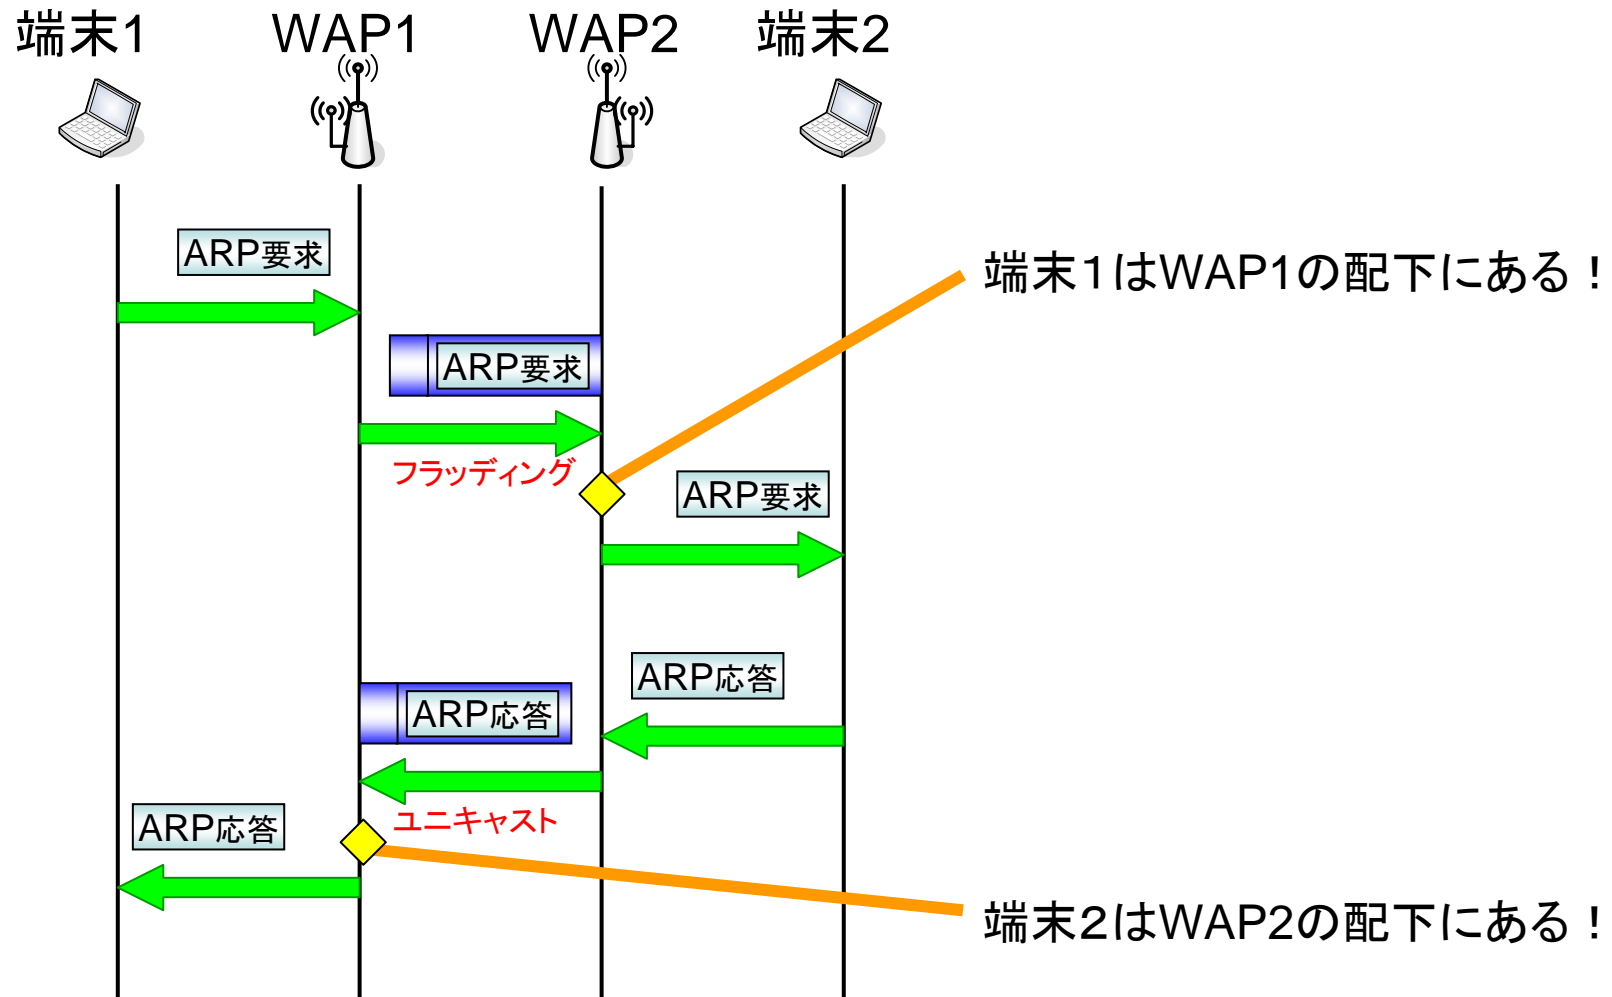 端末1
WAP1
WAP2
端末2
ARP要求
端末１はWAP1の配下にある！
ARP要求
フラッディング
ARP要求
ARP応答
ARP応答
ユニキャスト
ARP応答
端末２はWAP2の配下にある！